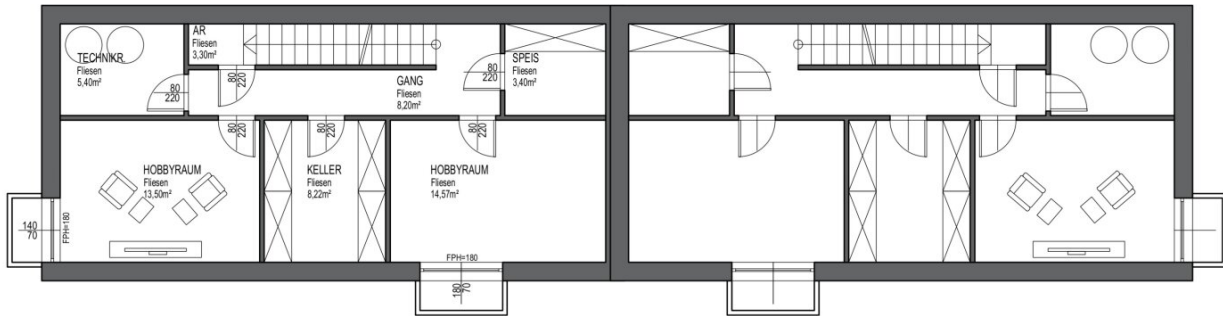 AR
Fliesen
3,30m²
TECHNIKR.
Fliesen
5,40m²
80
220
80
220
GANG
Fliesen
8,20m²
80
220
SPEIS
Fliesen
3,40m²
80
220
80
220
80
220
HOBBYRAUM
Fliesen
13,50m²
KELLER
Fliesen
8,22m²
HOBBYRAUM
Fliesen
14,57m²
140
70
FPH=180
FPH=180
180
70